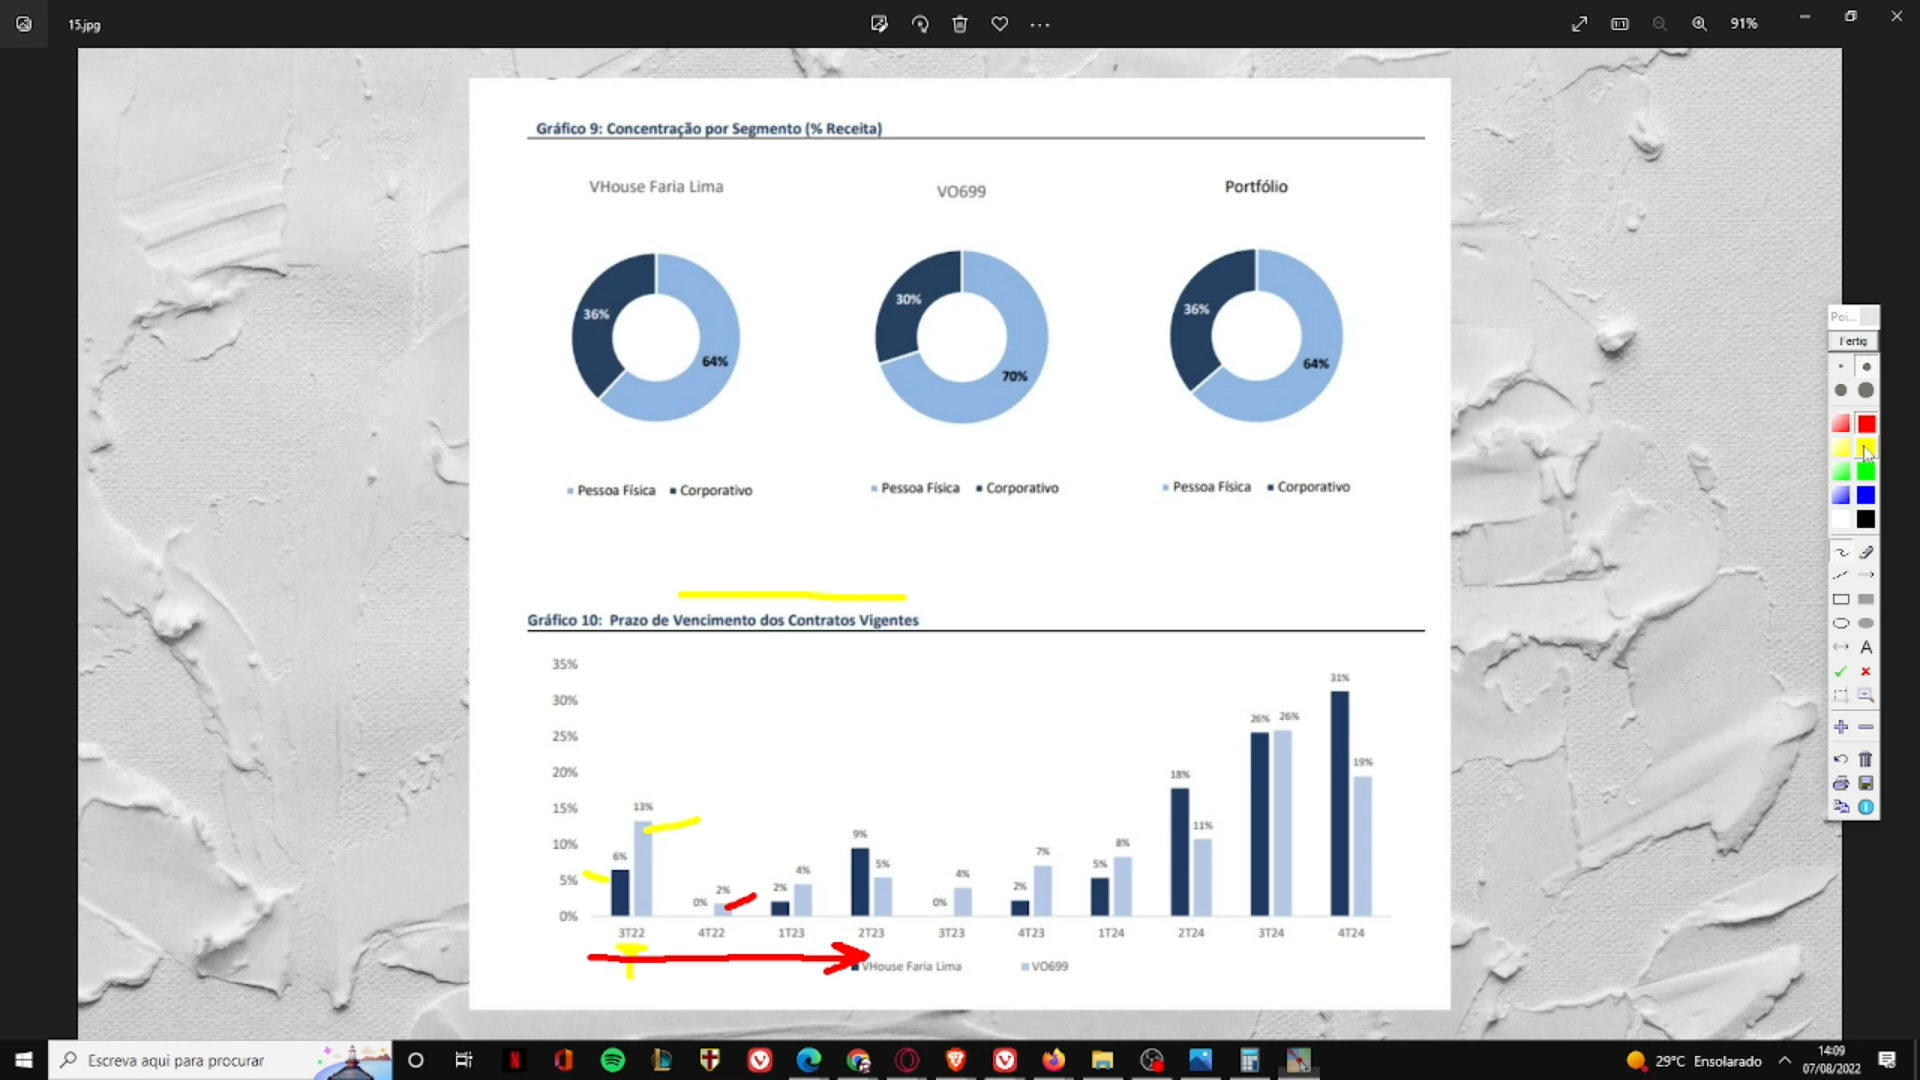 15.jpg
91%
Gráfico 9: Concentração por Segmento (% Receita)
VHouse Faria Lima
VO699
Portfólio
36%
64%
30%
70%
36%
64%
Pessoa Física Corporativo
Pessoa Física Corporativo
Pessoa Física Corporativo
Poi...
Fertig
A
Gráfico 10: Prazo de Vencimento dos Contratos Vigentes
35%
30%
25%
20%
15%
10%
5%
0%
6% 13%
0% 2%
2% 4%
9% 5%
0% 4%
2% 7%
5% 8%
18% 11%
26% 26%
31% 19%
3T22 4T22 1T23 2T23 3T23 4T23 1T24 2T24 3T24 4T24
VHouse Faria Lima VO699
Escreva aqui para procurar
29°C Ensolarado
14:09
07/08/2022